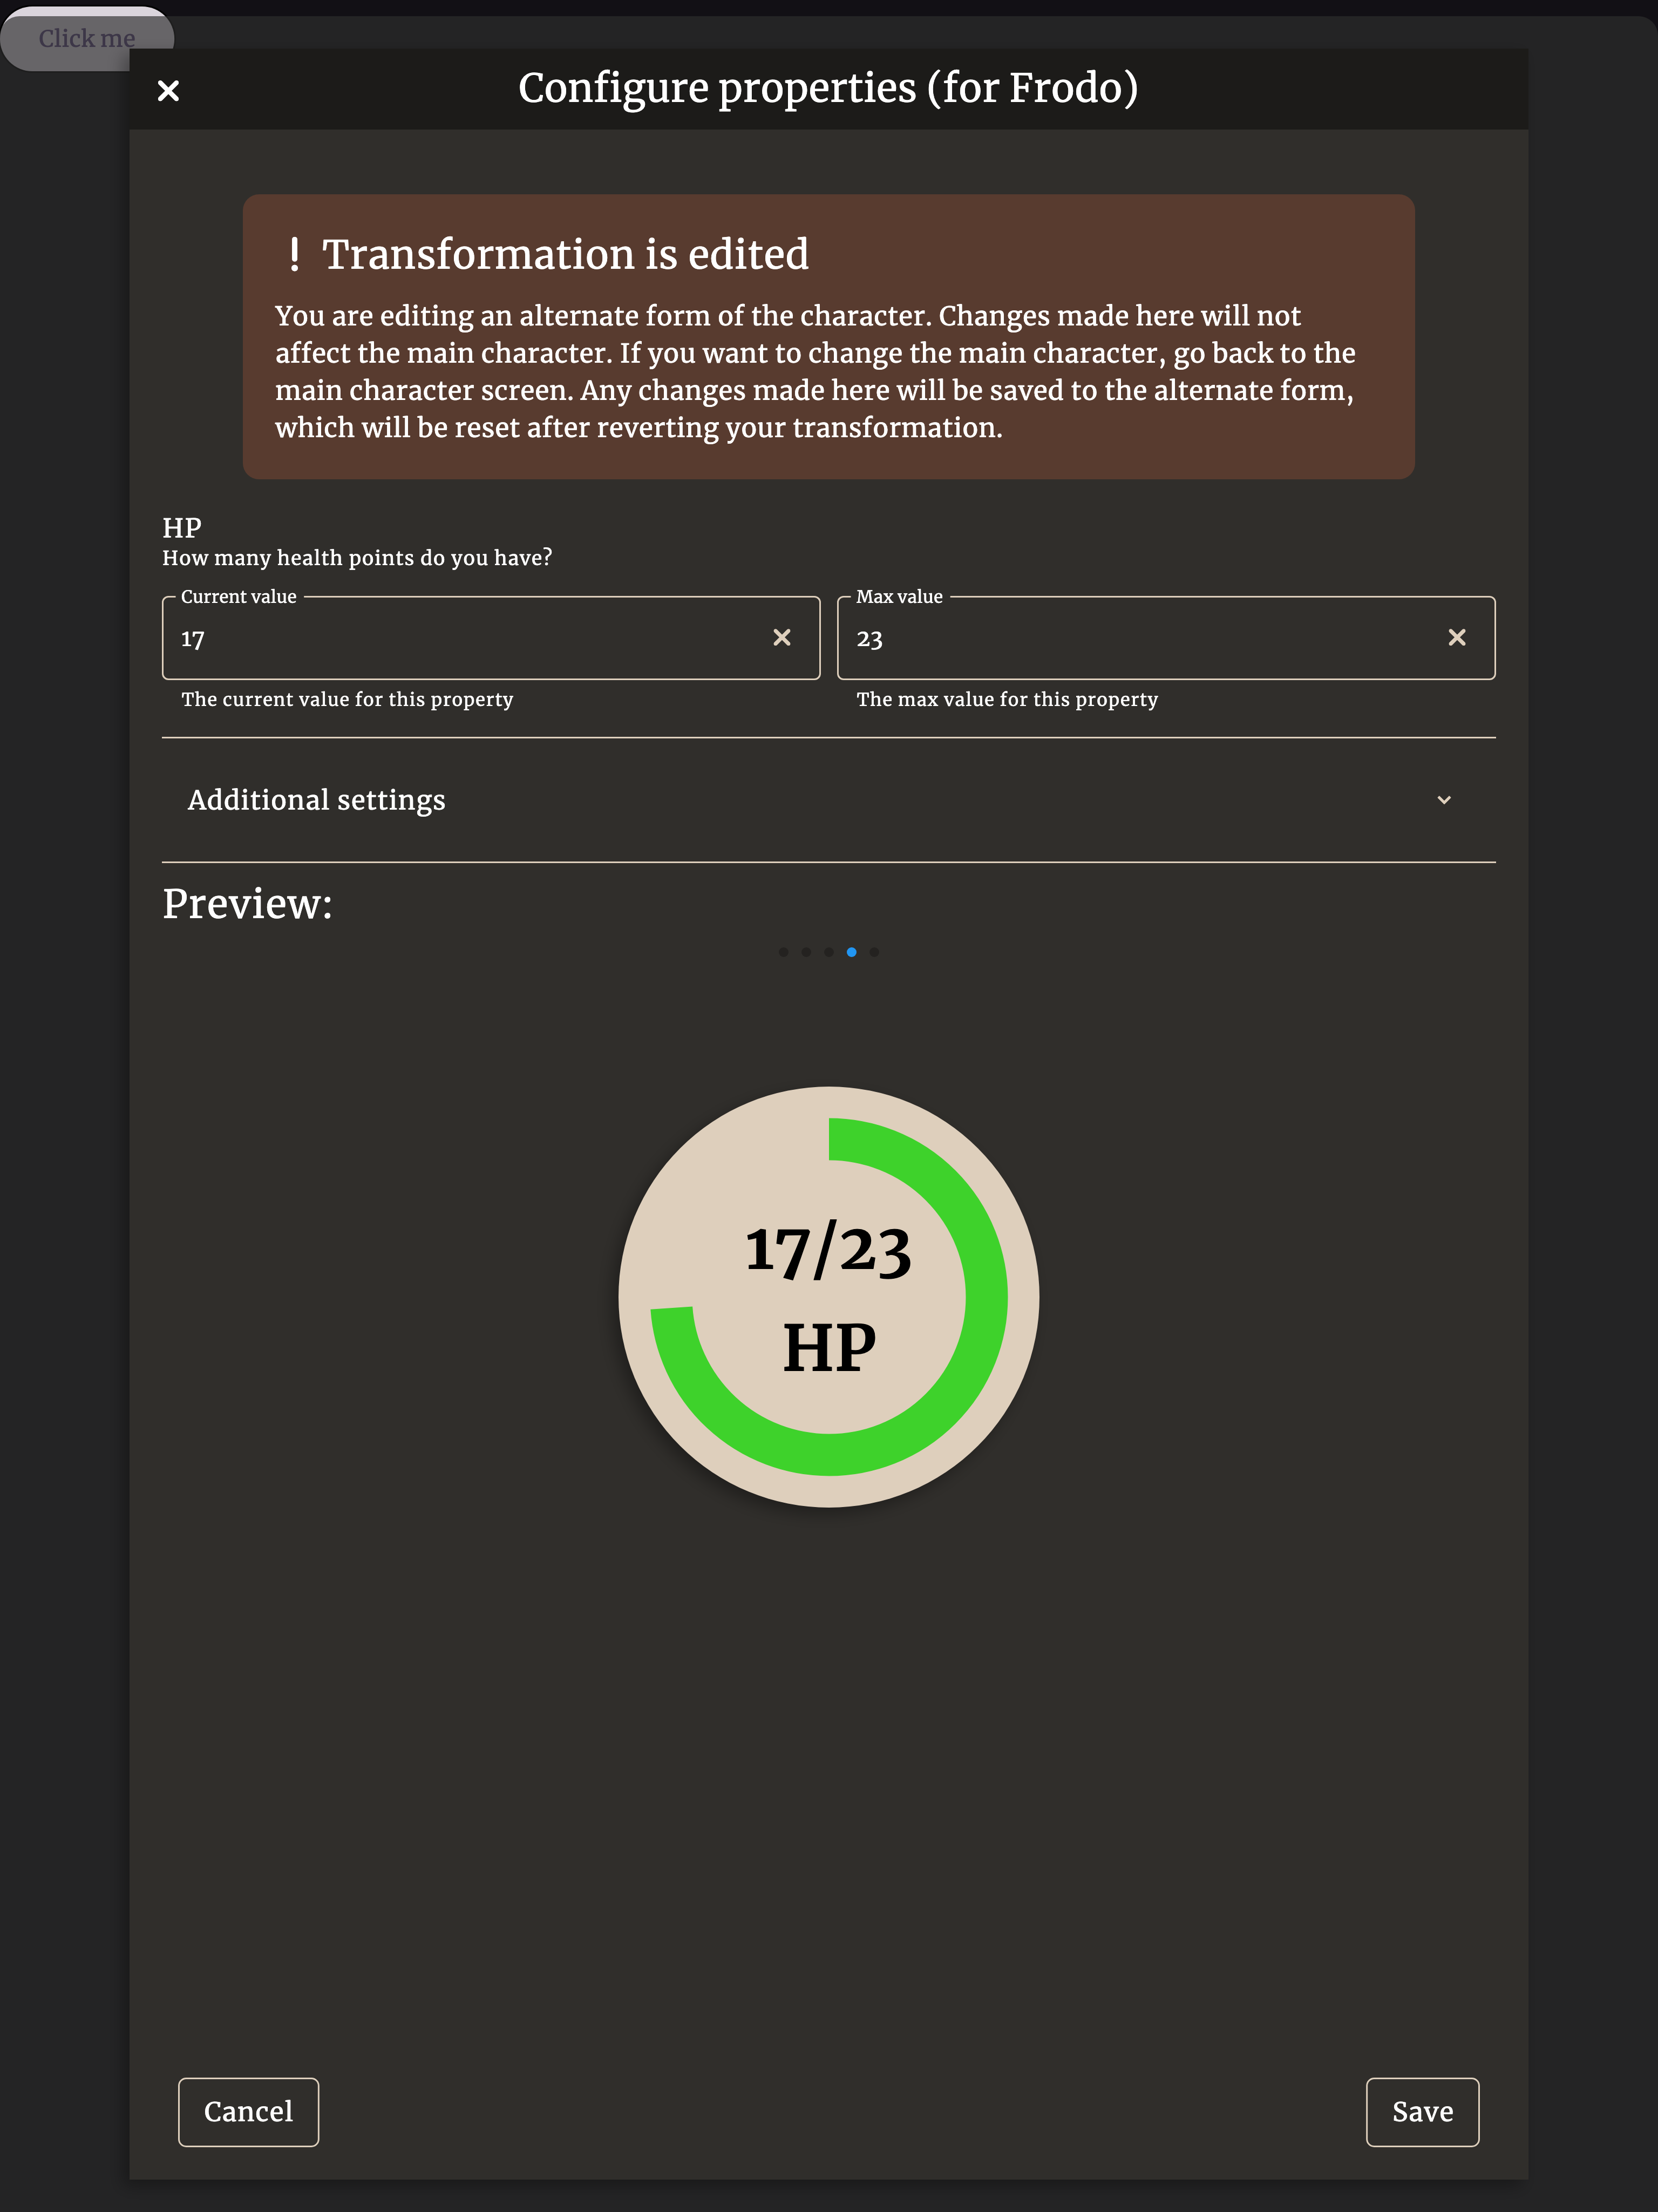 Click me
Configure properties (for Frodo)
! Transformation is edited
You are editing an alternate form of the character. Changes made here will not
affect the main character. If you want to change the main character, go back to the
main character screen. Any changes made here will be saved to the alternate form,
which will be reset after reverting your transformation.
HP
How many health points do you have?
Current value
17
The current value for this property
Max value
23
The max value for this property
Additional settings
Preview:
17/23
HP
Cancel
Save